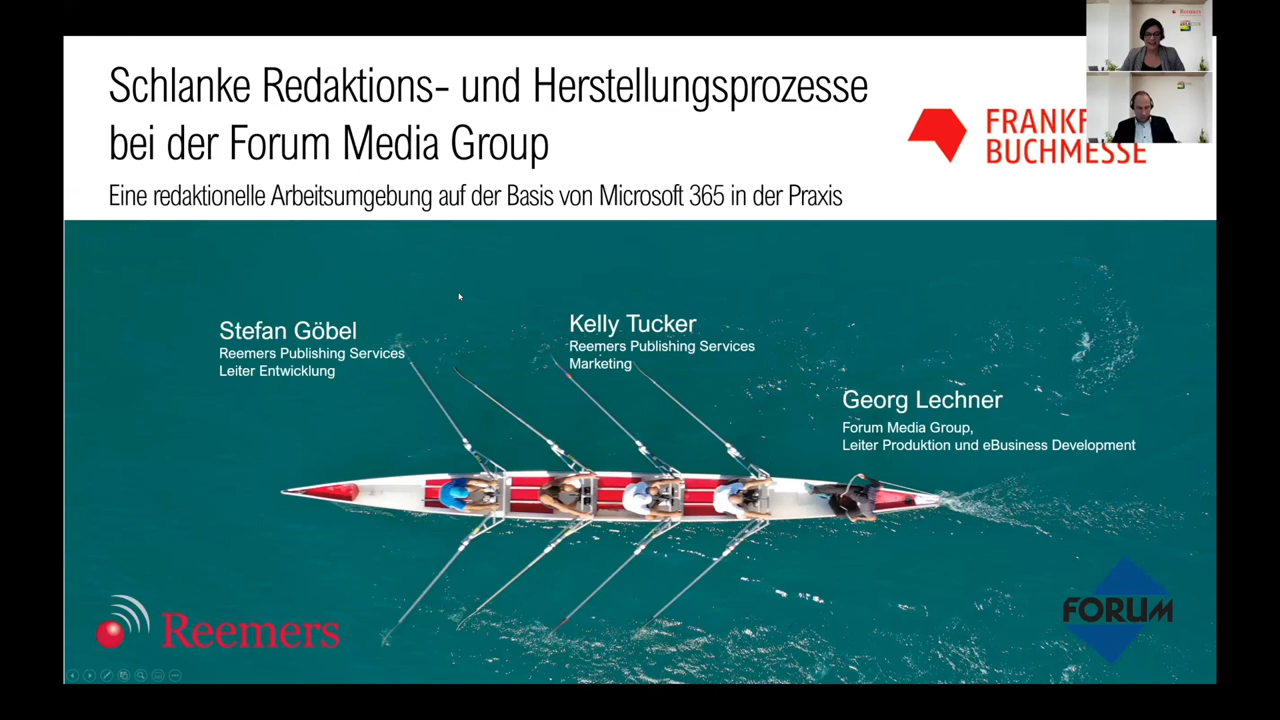 Schlanke Redaktions- und Herstellungsprozesse
bei der Forum Media Group
Eine redaktionelle Arbeitsumgebung auf der Basis von Microsoft 365 in der Praxis
BUCHMESSE
Reemers
Stefan Göbel
Reemers Publishing Services
Leiter Entwicklung
Kelly Tucker
Reemers Publishing Services
Marketing
Georg Lechner
Forum Media Group,
Leiter Produktion und eBusiness Development
Reemers
FORUM